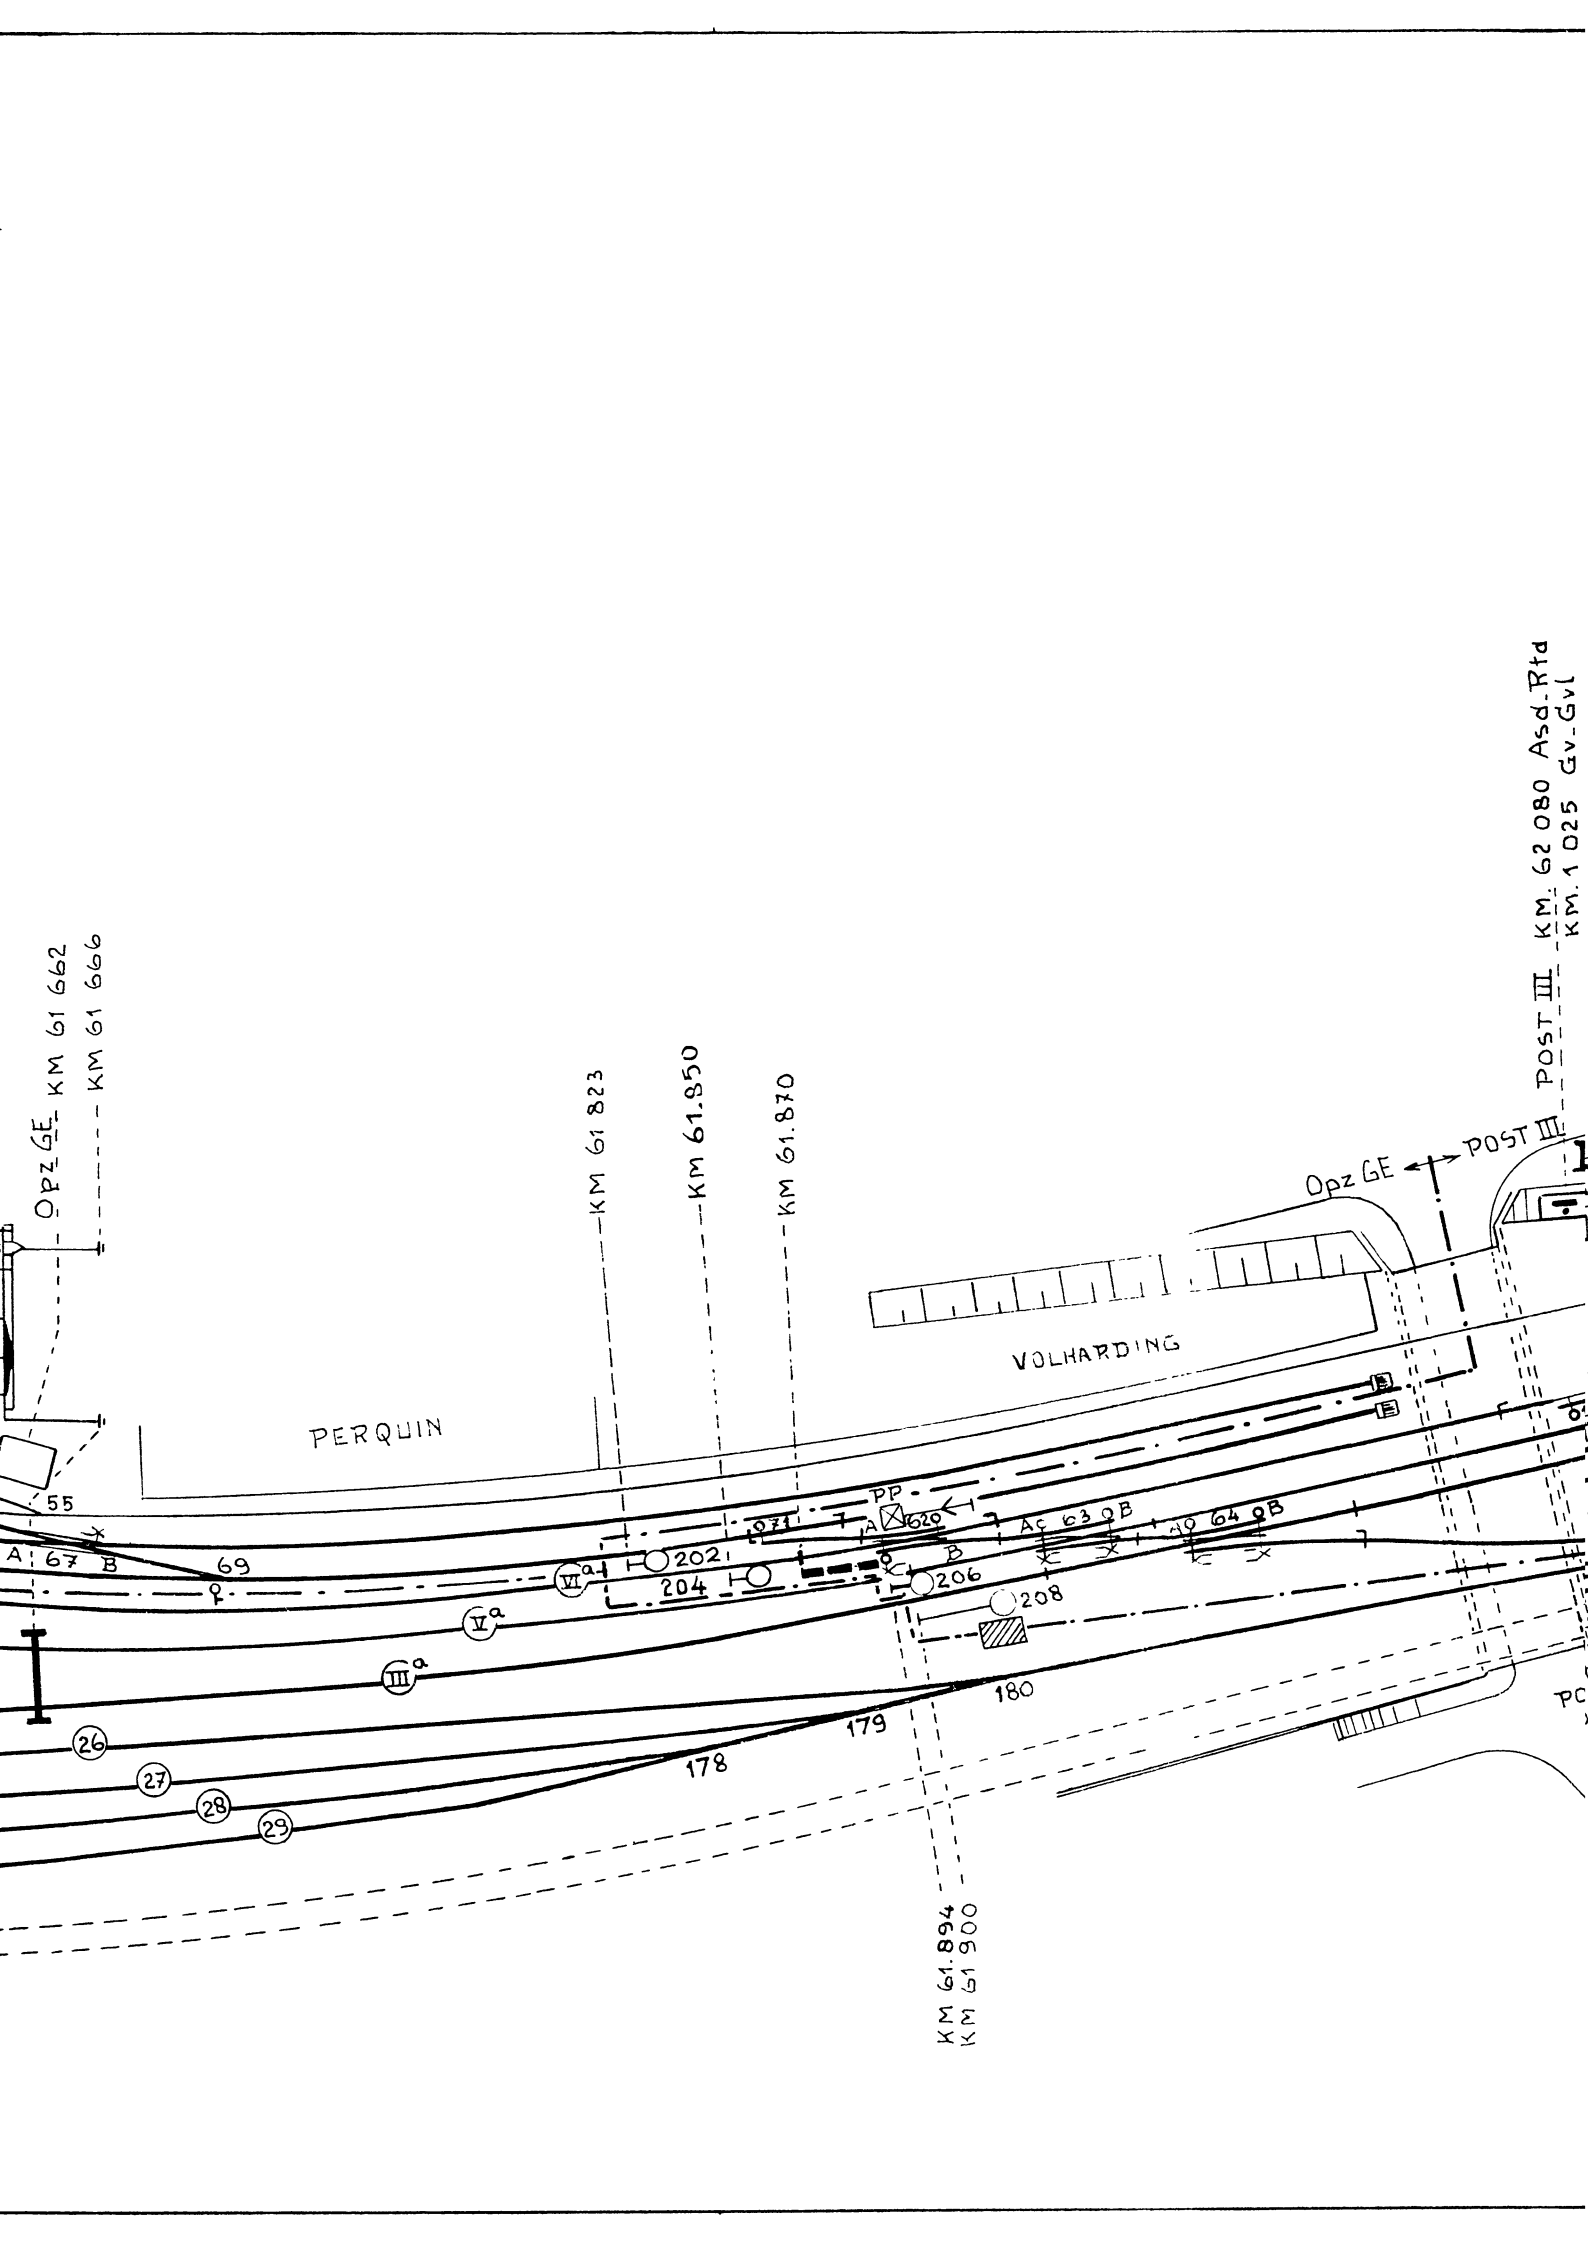 POST III KM. 62 080 Asd.-Rtd
KM. 1 025 Gv-Gvl
Opz GE KM 61 662
KM 61 666
KM 61 823
KM 61.850
KM 61.870
Opz GE POST III
VOLHARDING
PERQUIN
55
PP
A 67 B
69
620
A
B
63
B
64
B
202
VI a
204
206
208
V a
III a
180
179
178
26
27
28
29
KM 61.894
KM 61 900